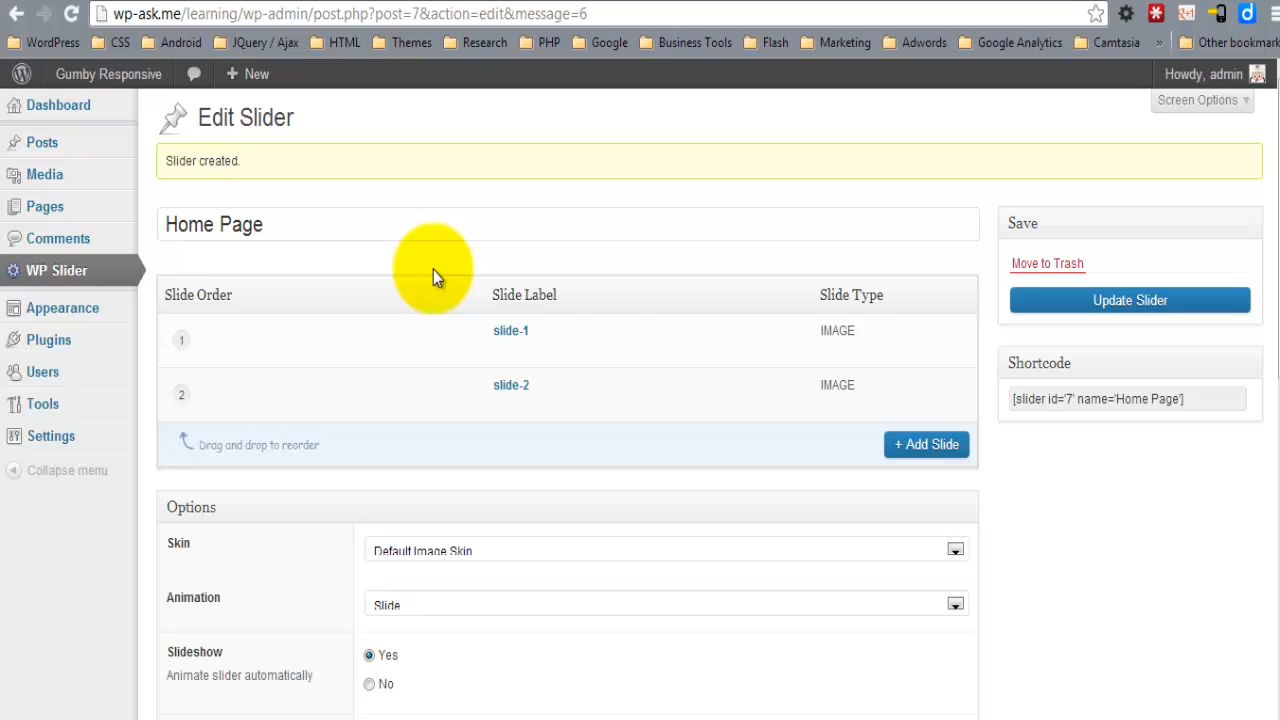 wp-ask.me/learning/wp-admin/post.php?post=7&action=edit&message=6
WordPress CSS Android JQuery / Ajax HTML Themes Research PHP Google Business Tools Flash Marketing Adwords Google Analytics Camtasia » Other bookmark
Gumby Responsive + New Howdy, admin
Screen Options
Dashboard
Posts
Media
Pages
Comments
WP Slider
Appearance
Plugins
Users
Tools
Settings
Collapse menu
Edit Slider
Slider created.
Home Page
Slide Order Slide Label Slide Type
1 slide-1 IMAGE
2 slide-2 IMAGE
Drag and drop to reorder + Add Slide
Options
Skin Default Image Skin
Animation Slide
Slideshow
Animate slider automatically
Yes
No
Save
Move to Trash
Update Slider
Shortcode
[slider id='7' name='Home Page']